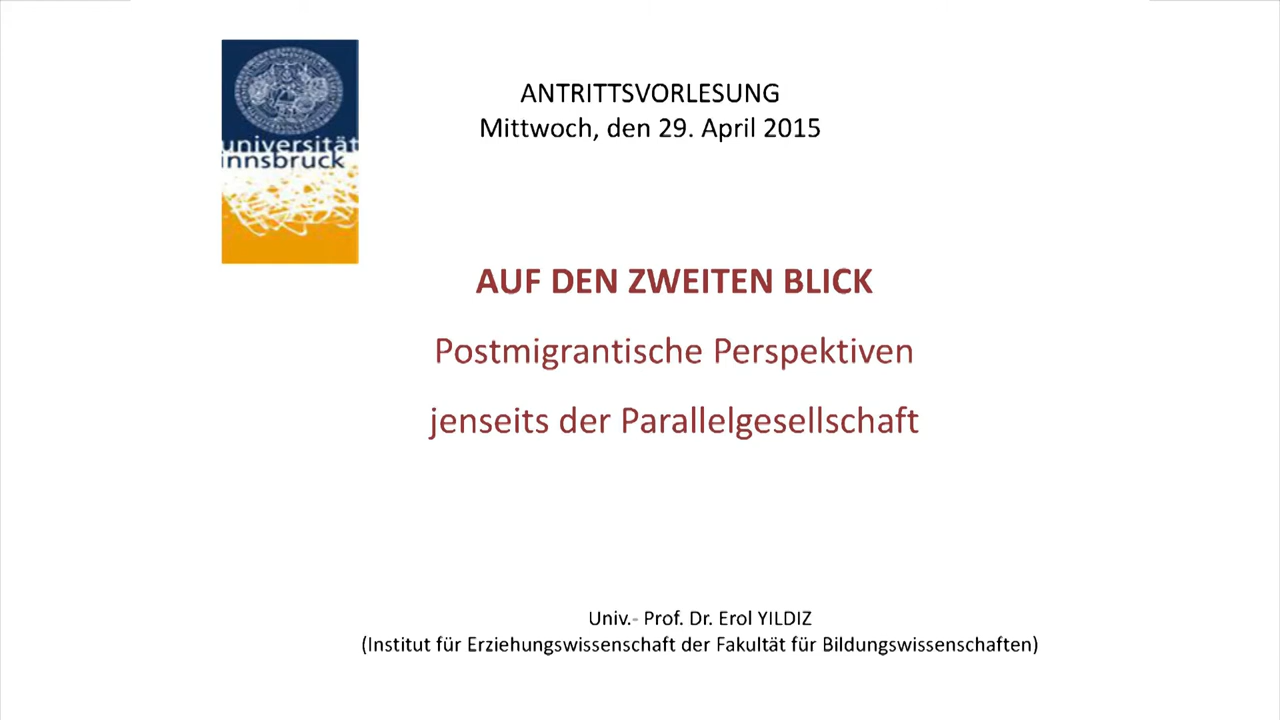 universität
innsbruck
ANTRITTSVORLESUNG
Mittwoch, den 29. April 2015
AUF DEN ZWEITEN BLICK
Postmigrantische Perspektiven
jenseits der Parallelgesellschaft
Univ.- Prof. Dr. Erol YILDIZ
(Institut für Erziehungswissenschaft der Fakultät für Bildungswissenschaften)